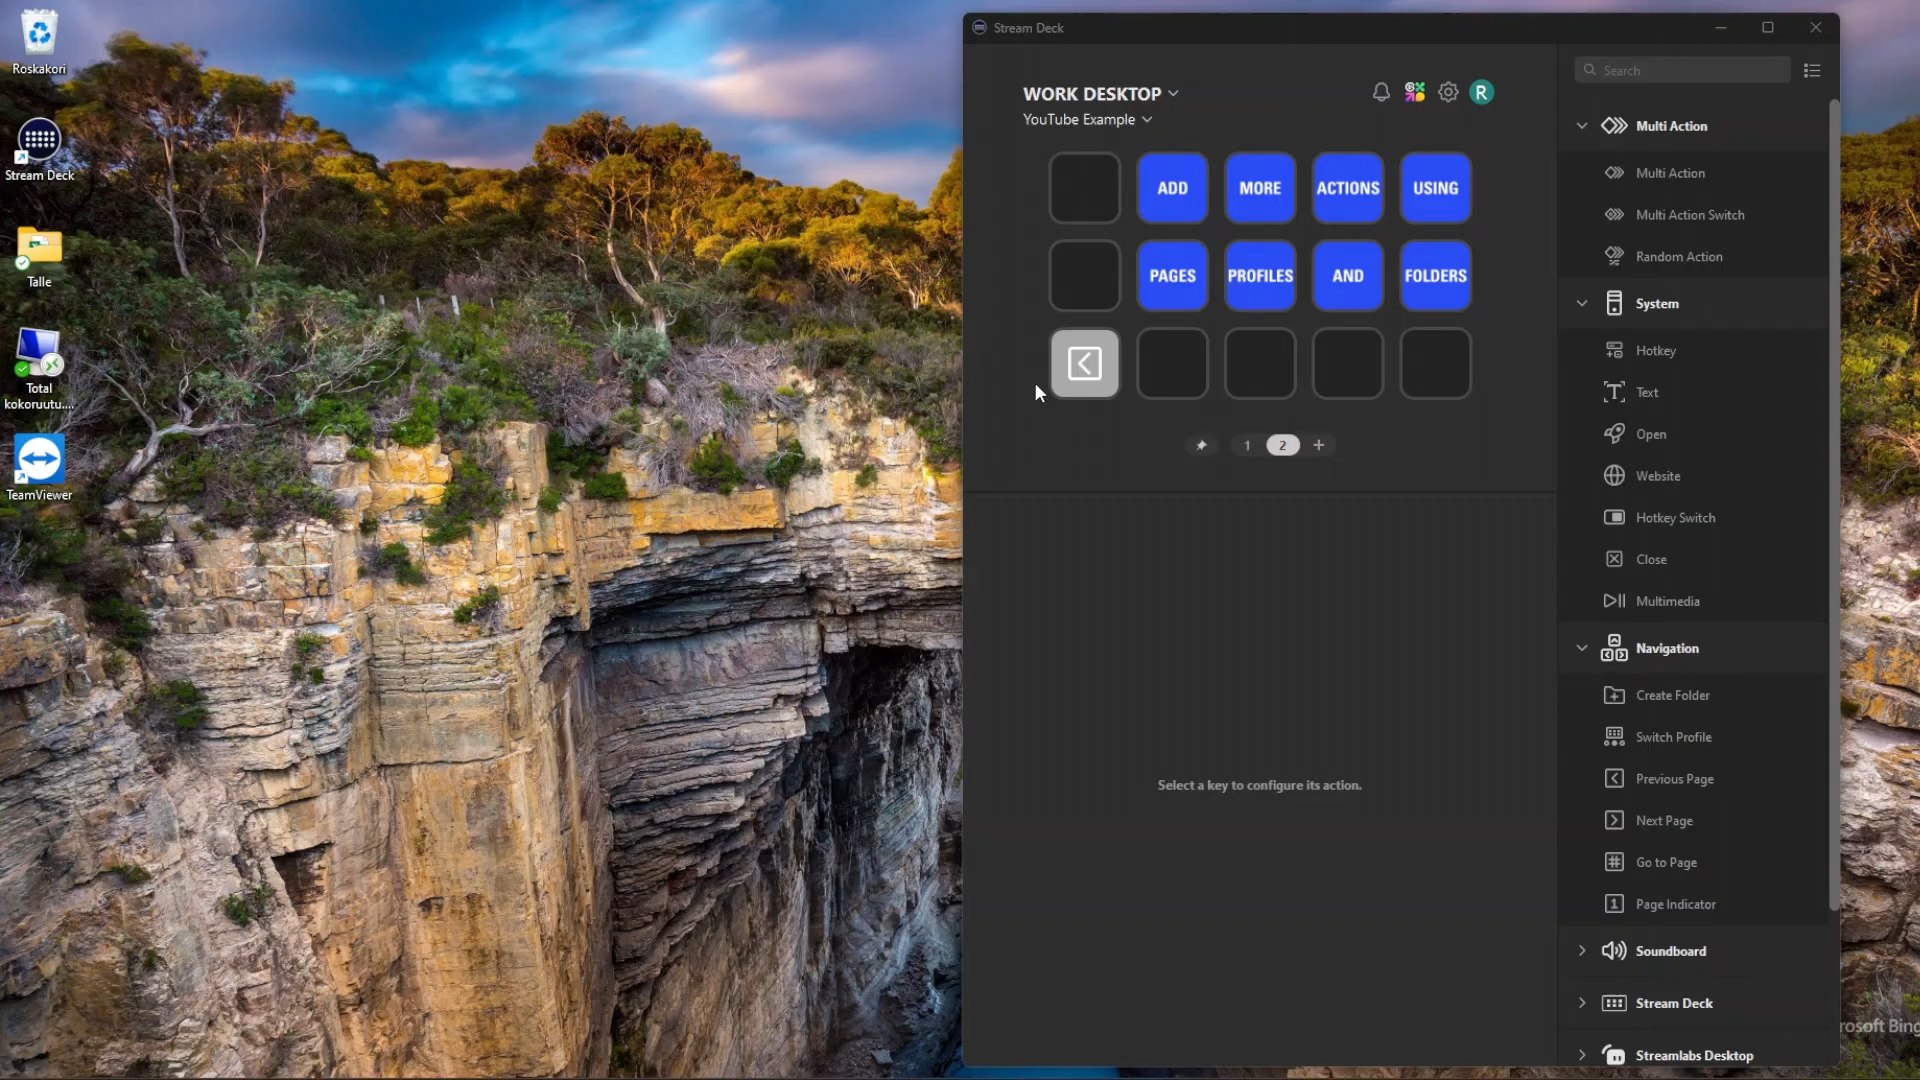 Roskakori
Stream Deck
Talle
Total
kokoruutu....
TeamViewer
Stream Deck
WORK DESKTOP
YouTube Example
R
ADD MORE ACTIONS USING
PAGES PROFILES AND FOLDERS
1 2 +
Select a key to configure its action.
Search
Multi Action
Multi Action
Multi Action Switch
Random Action
System
Hotkey
Text
Open
Website
Hotkey Switch
Close
Multimedia
Navigation
Create Folder
Switch Profile
Previous Page
Next Page
Go to Page
Page Indicator
Soundboard
Stream Deck
Streamlabs Desktop
rosoft Bing